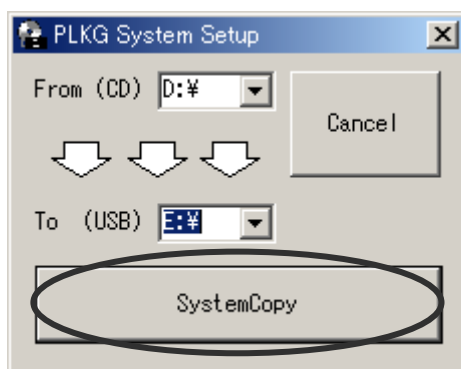 PLKG System Setup
From (CD) D:¥
Cancel
To (USB) E:¥
SystemCopy